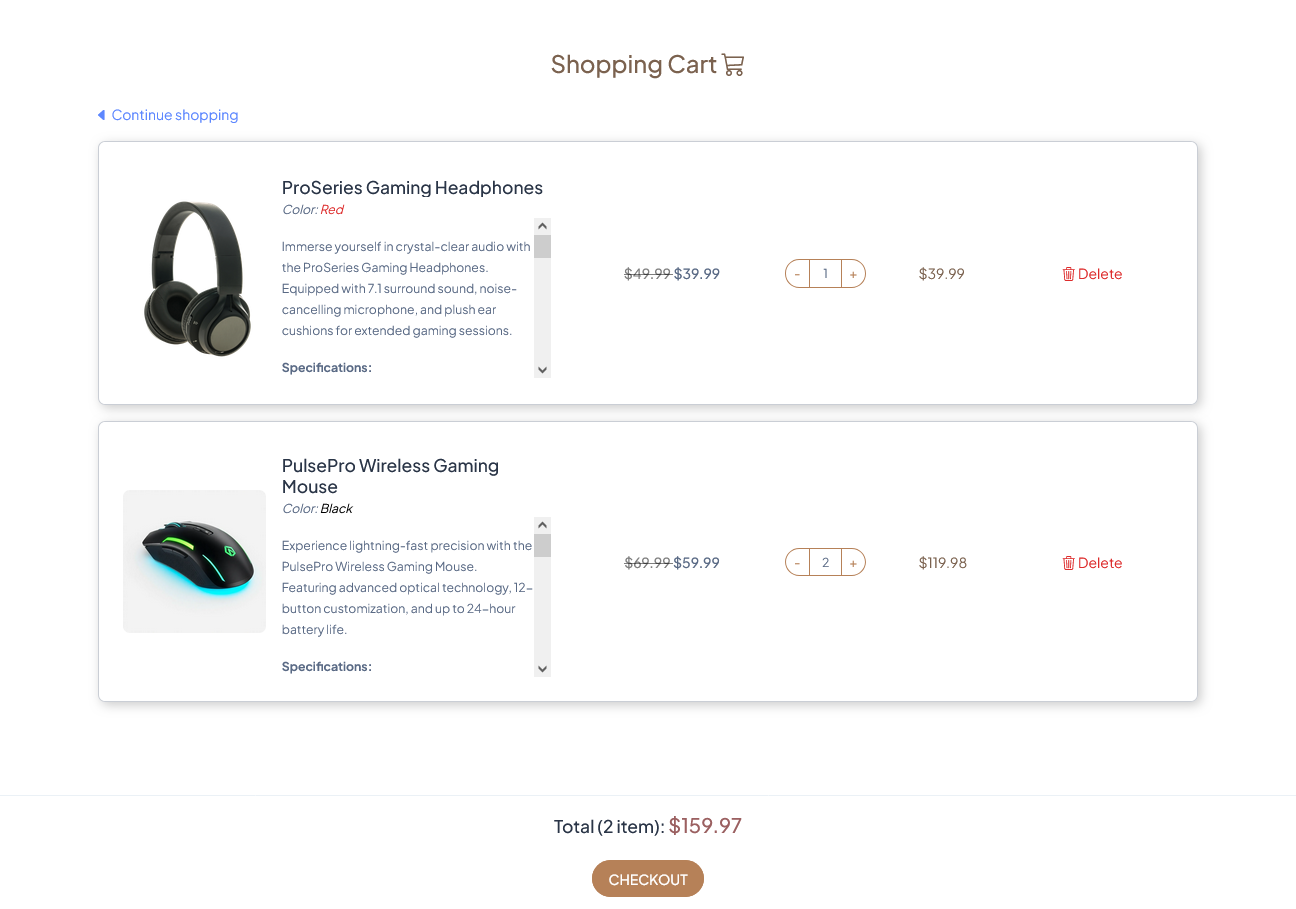 Shopping Cart
Continue shopping
ProSeries Gaming Headphones
Color: Red
Immerse yourself in crystal-clear audio with
the ProSeries Gaming Headphones.
Equipped with 7.1 surround sound, noise-
cancelling microphone, and plush ear
cushions for extended gaming sessions.
Specifications:
$49.99 $39.99
- 1 +
$39.99
Delete
PulsePro Wireless Gaming
Mouse
Color: Black
Experience lightning-fast precision with the
PulsePro Wireless Gaming Mouse.
Featuring advanced optical technology, 12-
button customization, and up to 24-hour
battery life.
Specifications:
$69.99 $59.99
- 2 +
$119.98
Delete
Total (2 item): $159.97
CHECKOUT